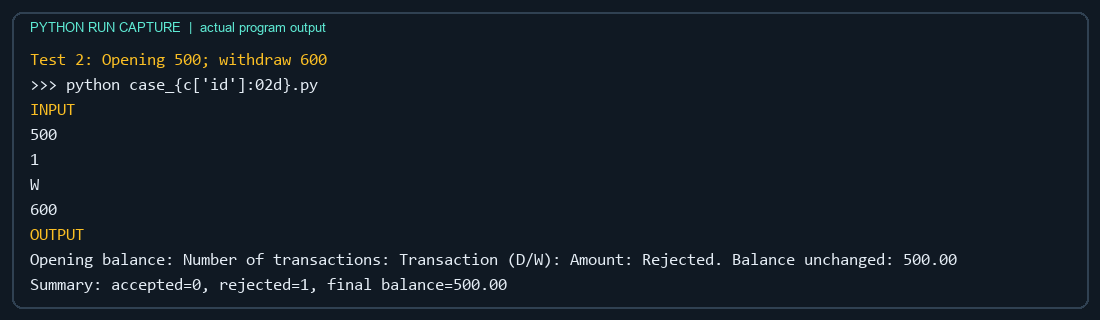 PYTHON RUN CAPTURE | actual program output
Test 2: Opening 500; withdraw 600
>>> python case_{c['id']:02d}.py
INPUT
500
1
W
600
OUTPUT
Opening balance: Number of transactions: Transaction (D/W): Amount: Rejected. Balance unchanged: 500.00
Summary: accepted=0, rejected=1, final balance=500.00